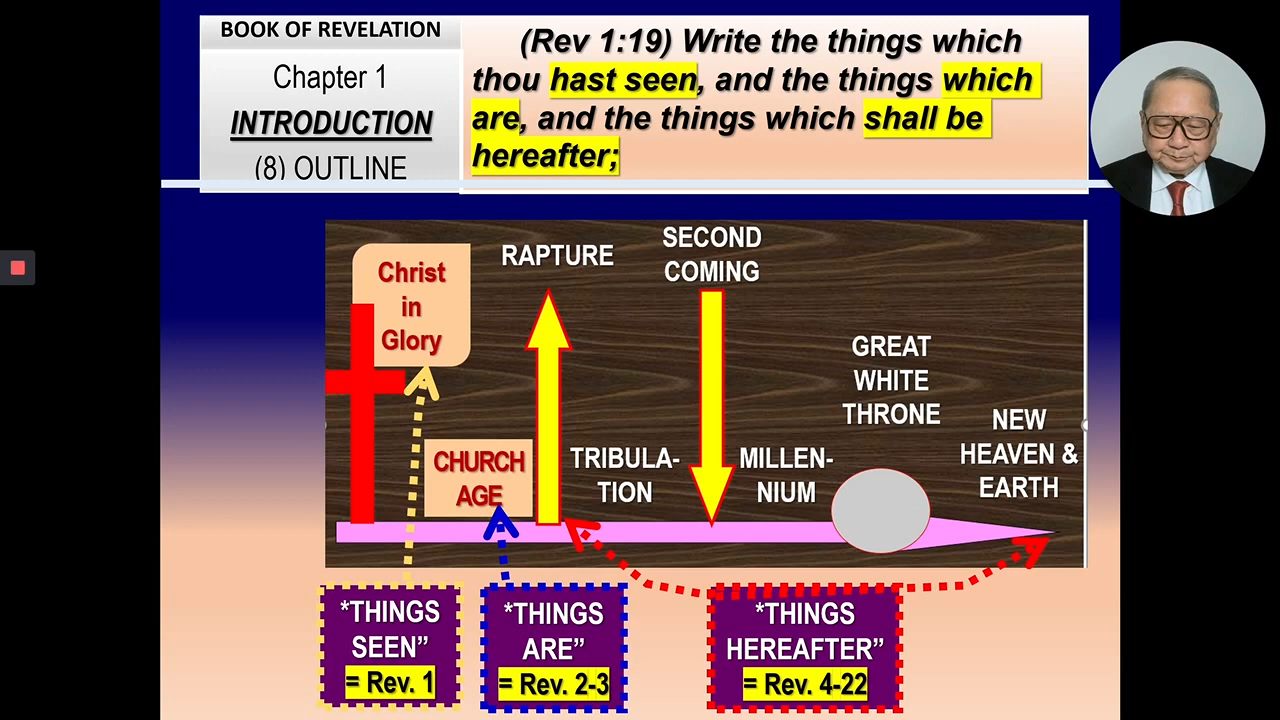 BOOK OF REVELATION
Chapter 1
INTRODUCTION
(8) OUTLINE
(Rev 1:19) Write the things which
thou hast seen, and the things which
are, and the things which shall be
hereafter;
Christ
in
Glory
RAPTURE
SECOND
COMING
GREAT
WHITE
THRONE
NEW
HEAVEN &
EARTH
CHURCH
AGE
TRIBULA-
TION
MILLEN-
NIUM
*THINGS
SEEN”
= Rev. 1
*THINGS
ARE”
= Rev. 2-3
*THINGS
HEREAFTER”
= Rev. 4-22